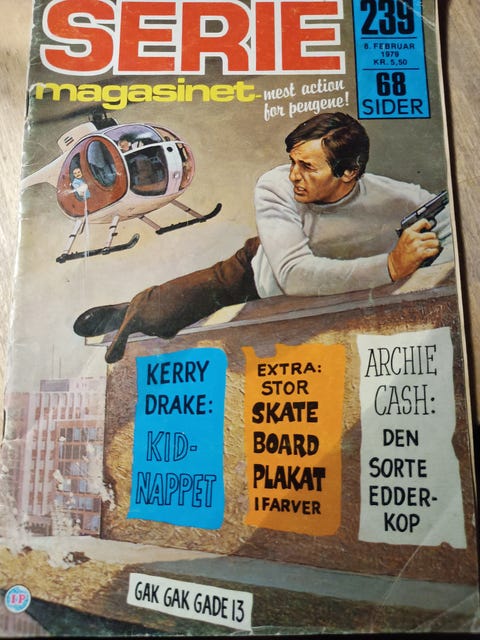 SERIE
magasinet-
mest action
for pengene!
239
8. FEBRUAR
1979
KR. 5,50
68
SIDER
KERRY
DRAKE:
KID-
NAPPET
EXTRA:
STOR
SKATE
BOARD
PLAKAT
I FARVER
ARCHIE
CASH:
DEN
SORTE
EDDER-
KOP
I·P
GAK GAK GADE 13